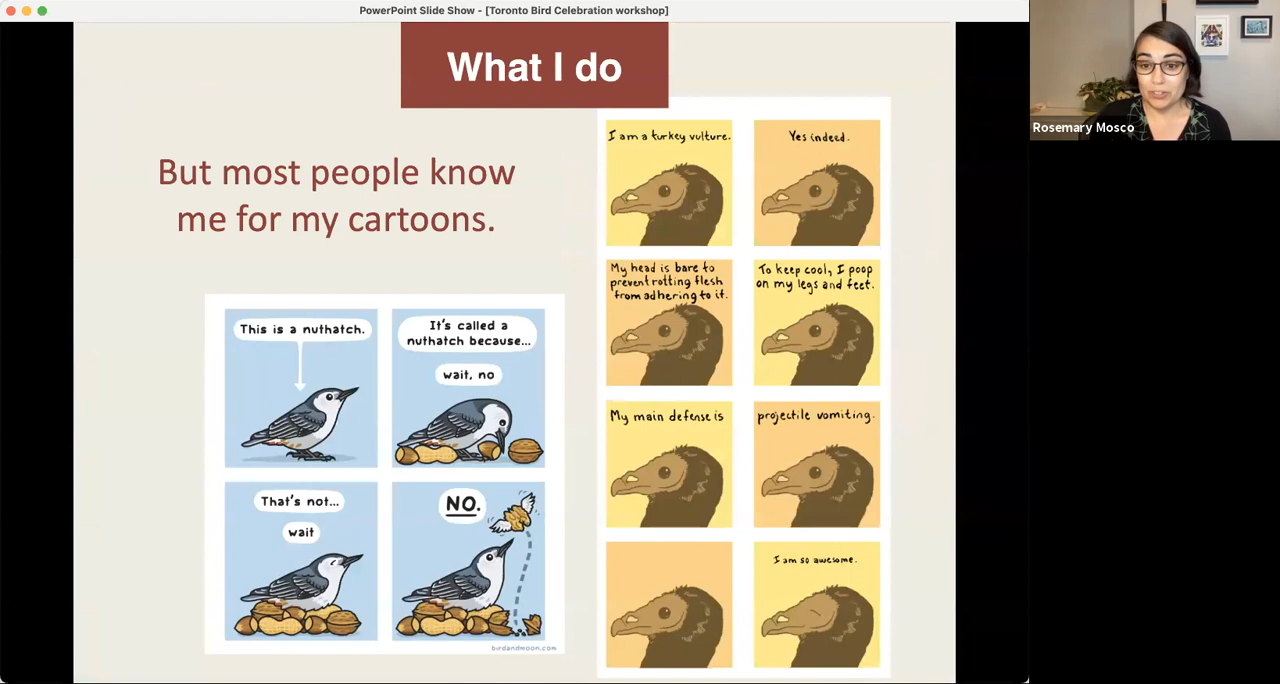 PowerPoint Slide Show - [Toronto Bird Celebration workshop]
What I do
But most people know
me for my cartoons.
This is a nuthatch.
It's called a
nuthatch because...
wait, no
That's not...
wait
NO.
birdandmoon.com
I am a turkey vulture.
Yes indeed.
My head is bare to
prevent rotting flesh
from adhering to it.
To keep cool, I poop
on my legs and feet.
My main defense is
projectile vomiting.
I am so awesome.
Rosemary Mosco